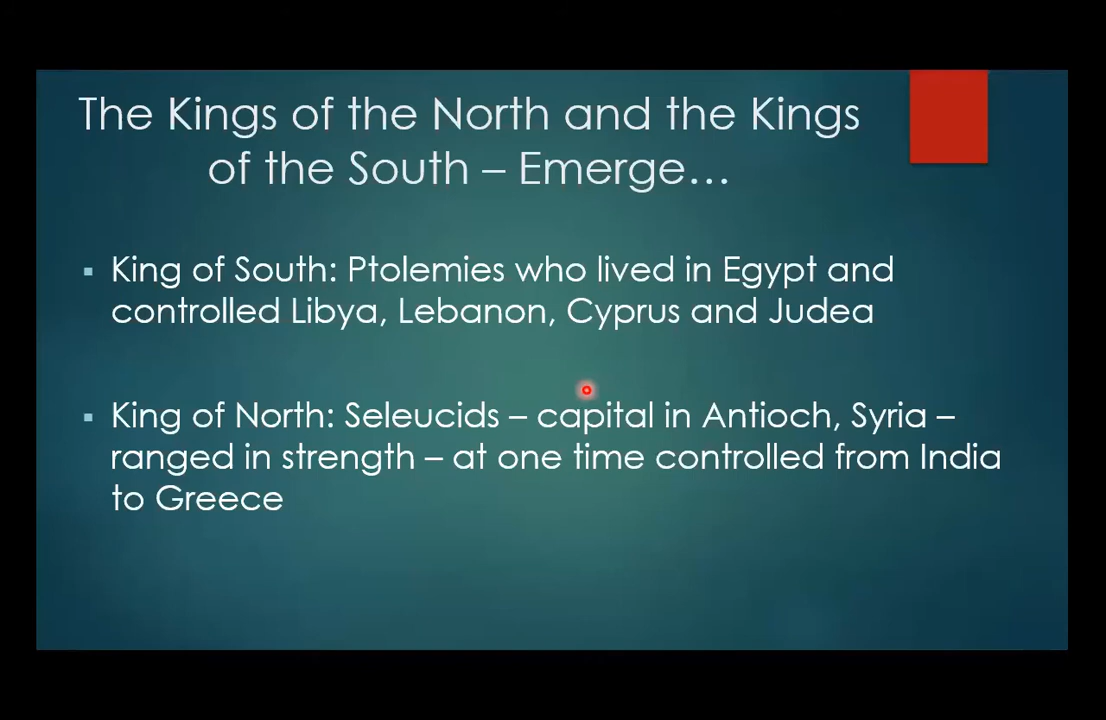 The Kings of the North and the Kings
of the South – Emerge…
▪ King of South: Ptolemies who lived in Egypt and
controlled Libya, Lebanon, Cyprus and Judea
▪ King of North: Seleucids – capital in Antioch, Syria –
ranged in strength – at one time controlled from India
to Greece